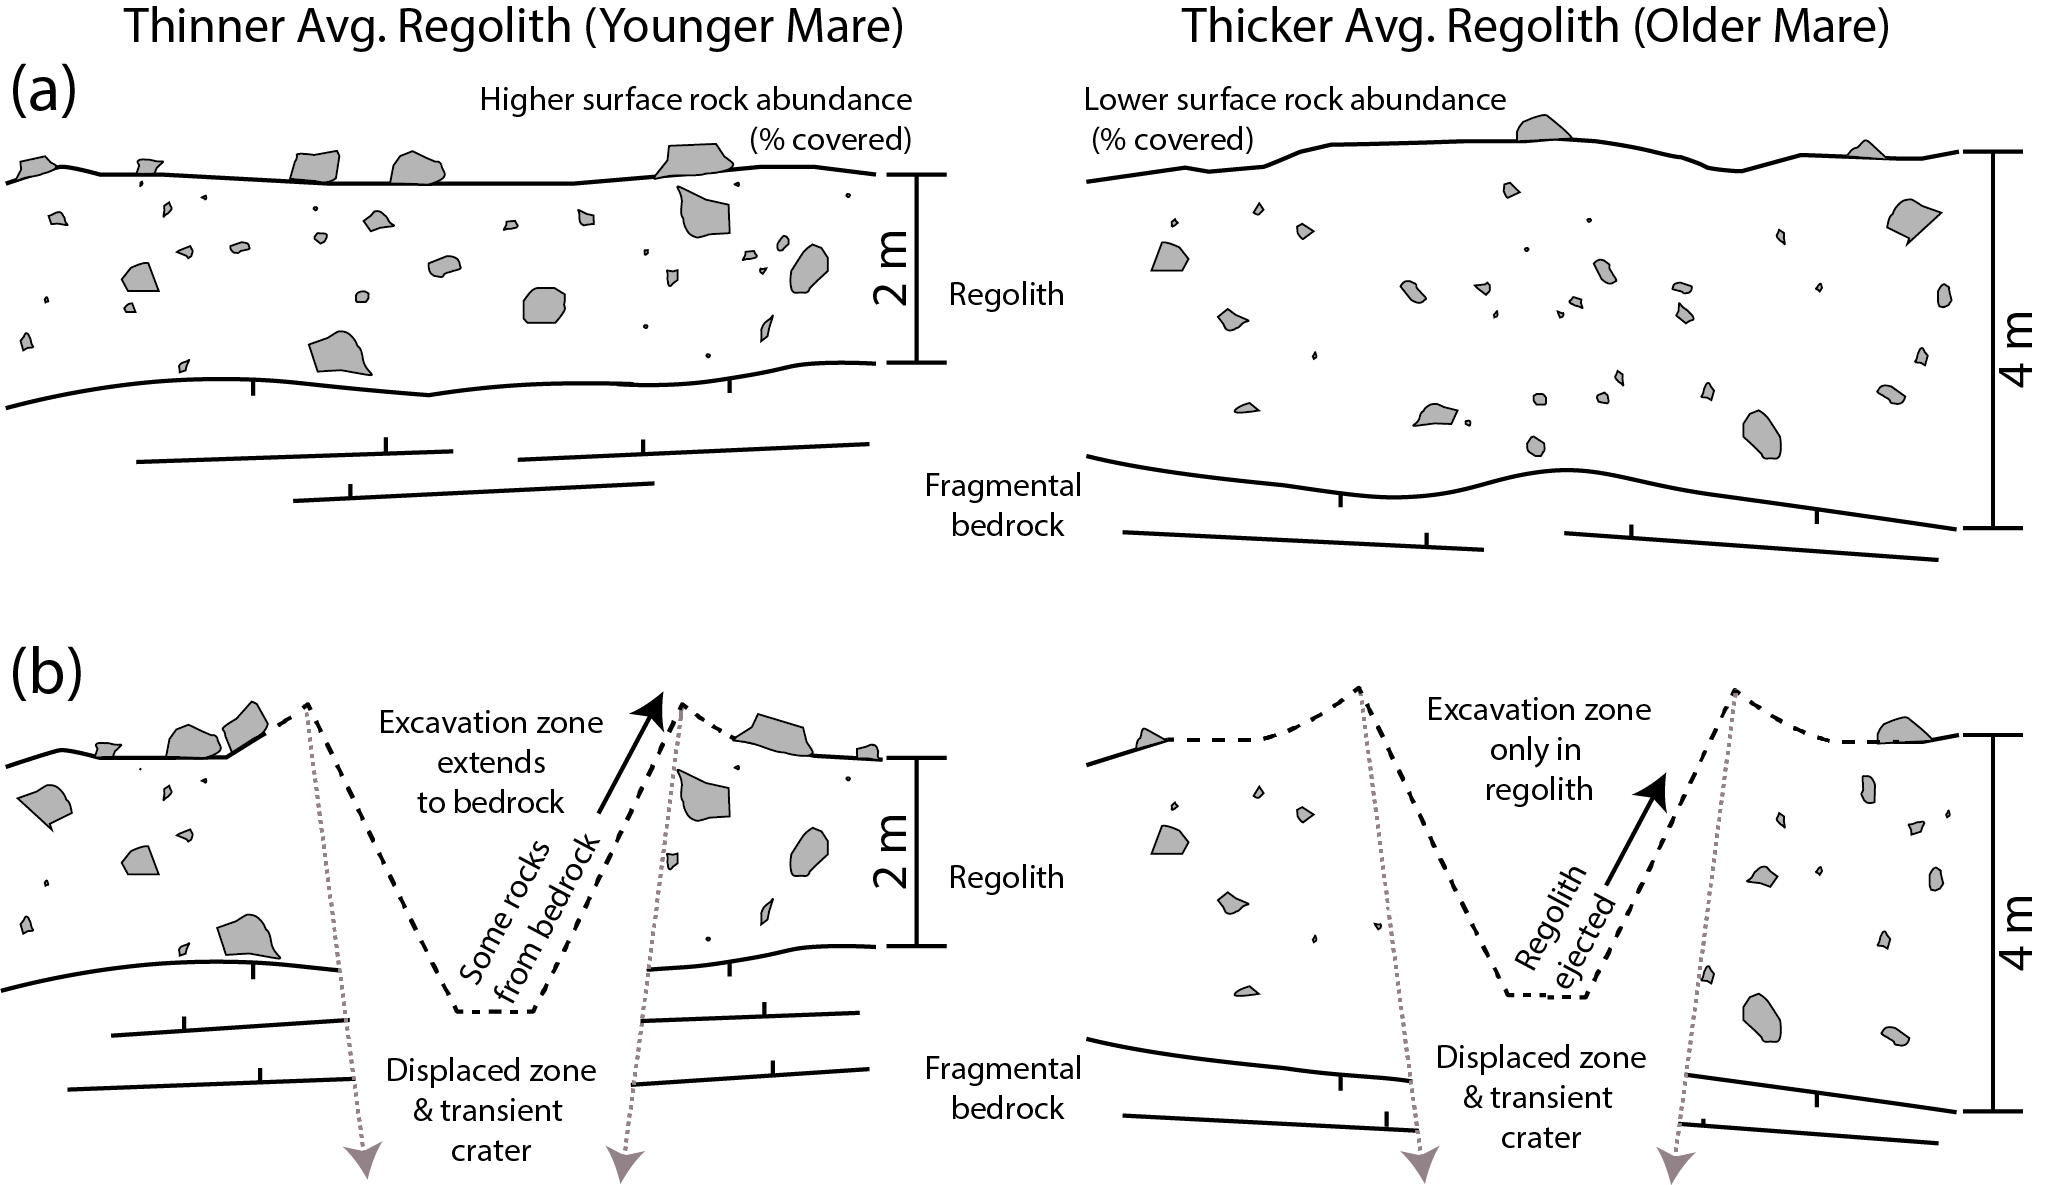 Thinner Avg. Regolith (Younger Mare)
Thicker Avg. Regolith (Older Mare)
(a)
Higher surface rock abundance
(% covered)
Lower surface rock abundance
(% covered)
2 m
Regolith
4 m
Fragmental
bedrock
(b)
Excavation zone
extends
to bedrock
Some rocks
from bedrock
2 m
Regolith
Excavation zone
only in
regolith
Regolith
ejected
4 m
Displaced zone
& transient
crater
Fragmental
bedrock
Displaced zone
& transient
crater